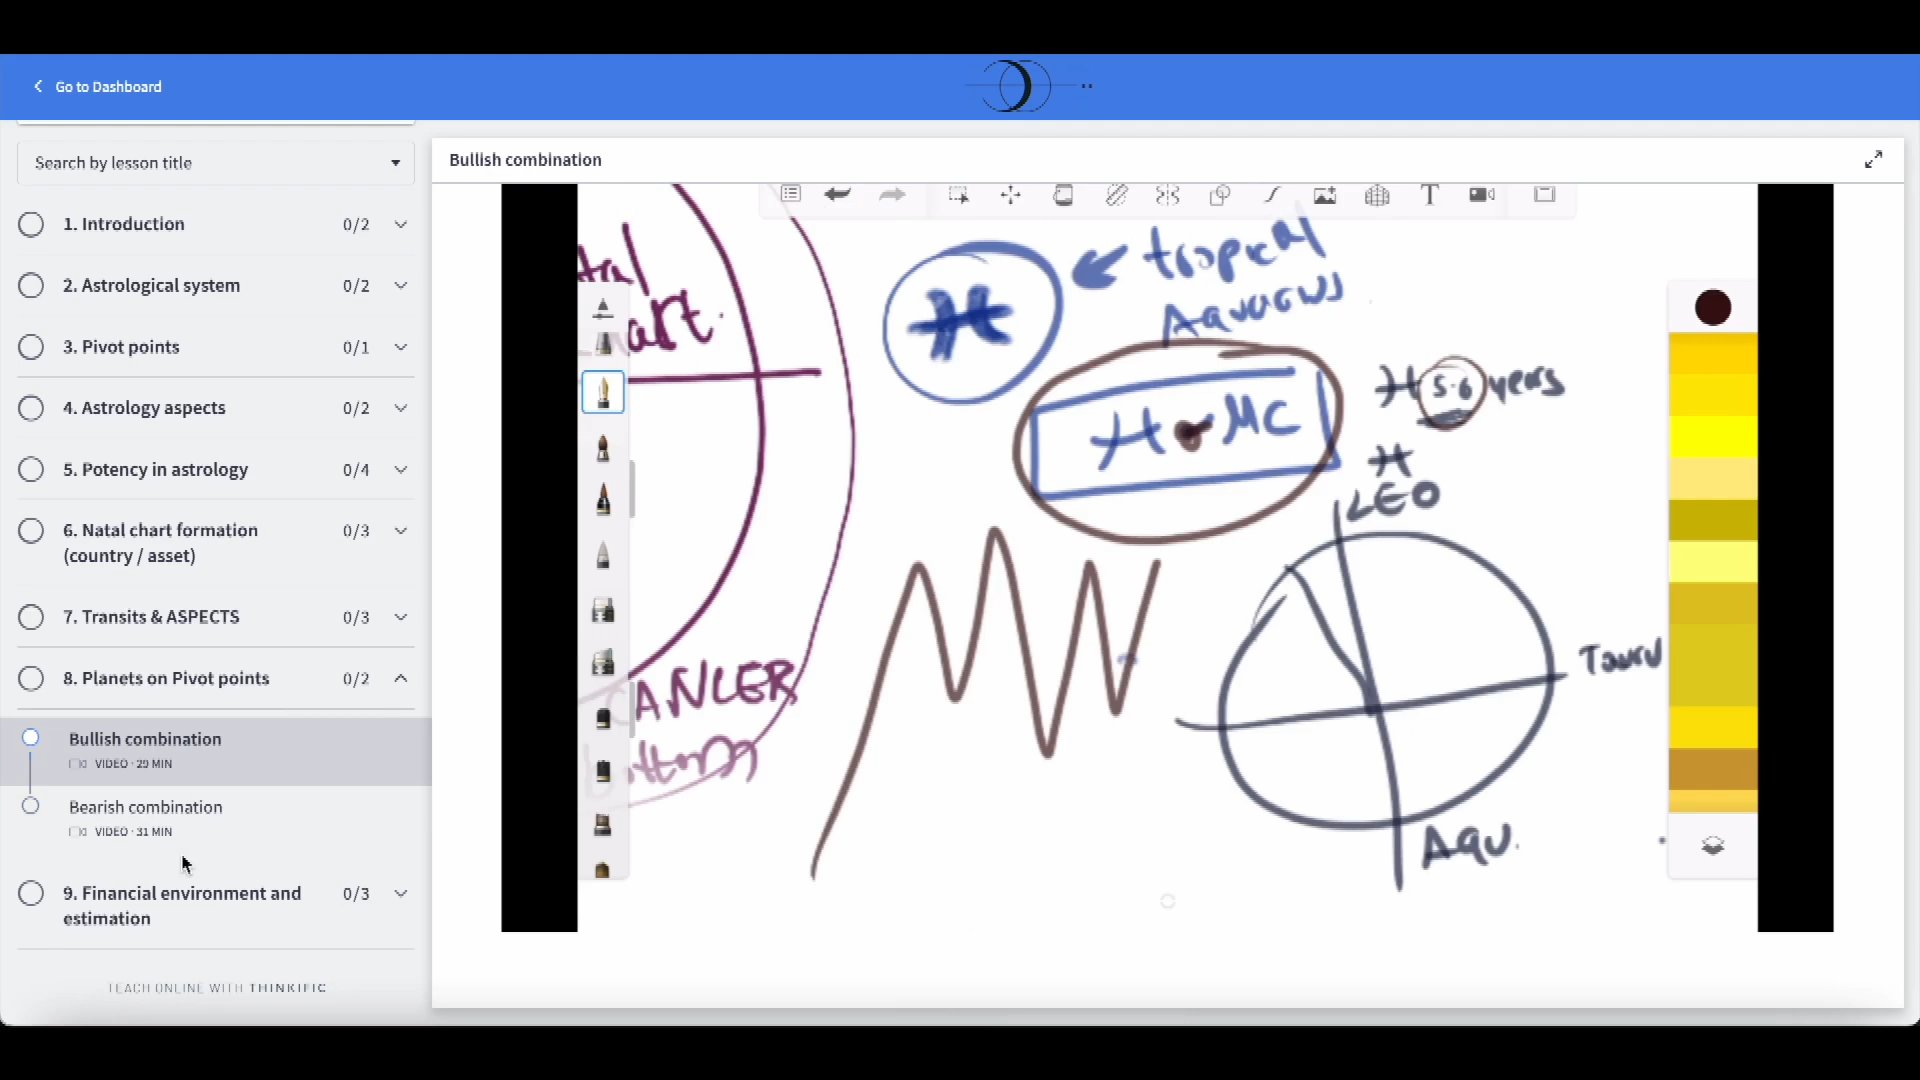 Go to Dashboard
Search by lesson title
1. Introduction 0/2
2. Astrological system 0/2
3. Pivot points 0/1
4. Astrology aspects 0/2
5. Potency in astrology 0/4
6. Natal chart formation 0/3
(country / asset)
7. Transits & ASPECTS 0/3
8. Planets on Pivot points 0/2
Bullish combination
VIDEO · 29 MIN
Bearish combination
VIDEO · 31 MIN
9. Financial environment and 0/3
estimation
TEACH ONLINE WITH THINKIFIC
Bullish combination
T
tropical
MC
5-6 years
LEO
Aqu.